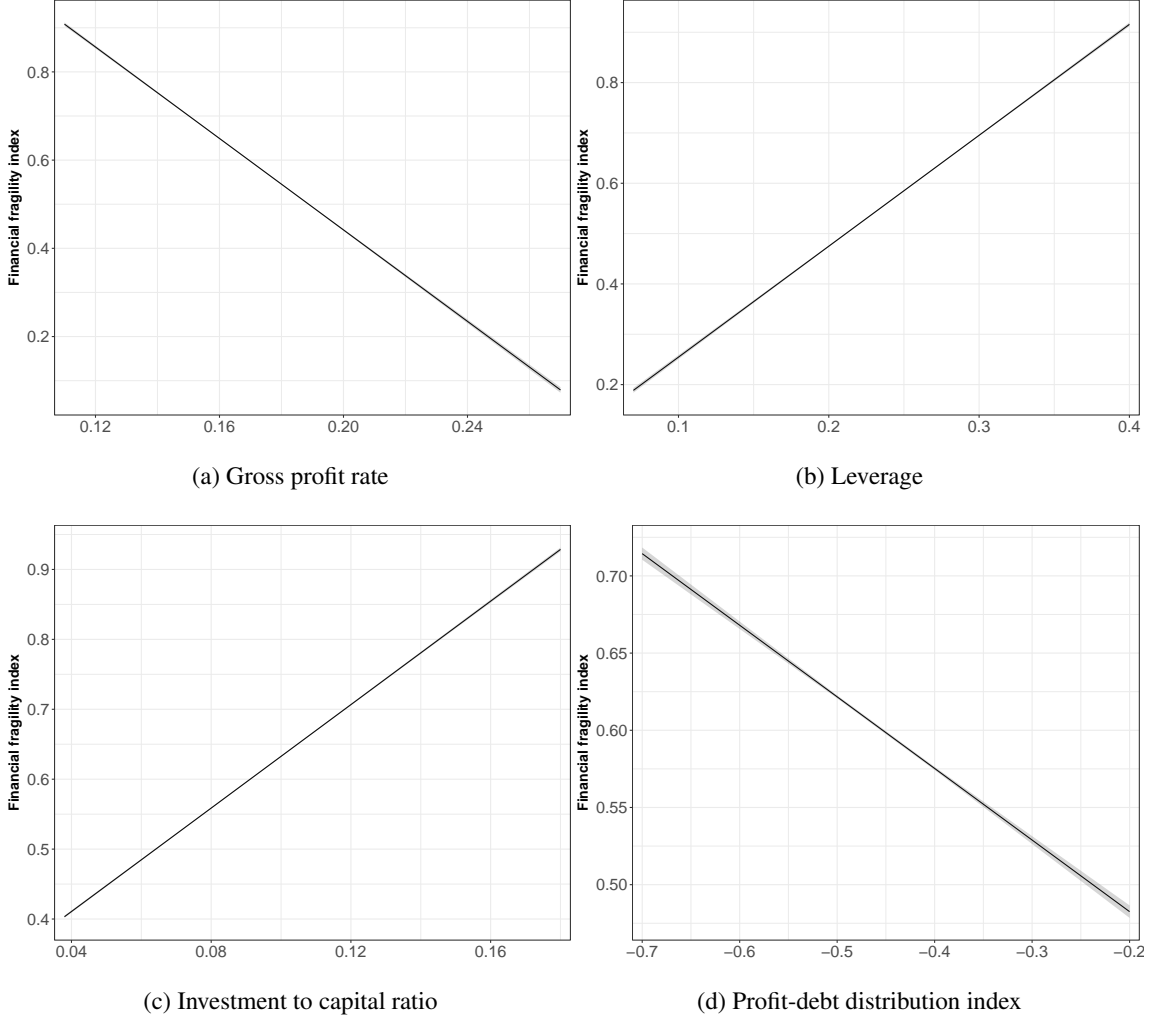 Financial fragility index
0.8
0.6
0.4
0.2
0.12 0.16 0.20 0.24
(a) Gross profit rate
Financial fragility index
0.8
0.6
0.4
0.2
0.1 0.2 0.3 0.4
(b) Leverage
Financial fragility index
0.9
0.8
0.7
0.6
0.5
0.4
0.04 0.08 0.12 0.16
(c) Investment to capital ratio
Financial fragility index
0.70
0.65
0.60
0.55
0.50
−0.7 −0.6 −0.5 −0.4 −0.3 −0.2
(d) Profit-debt distribution index